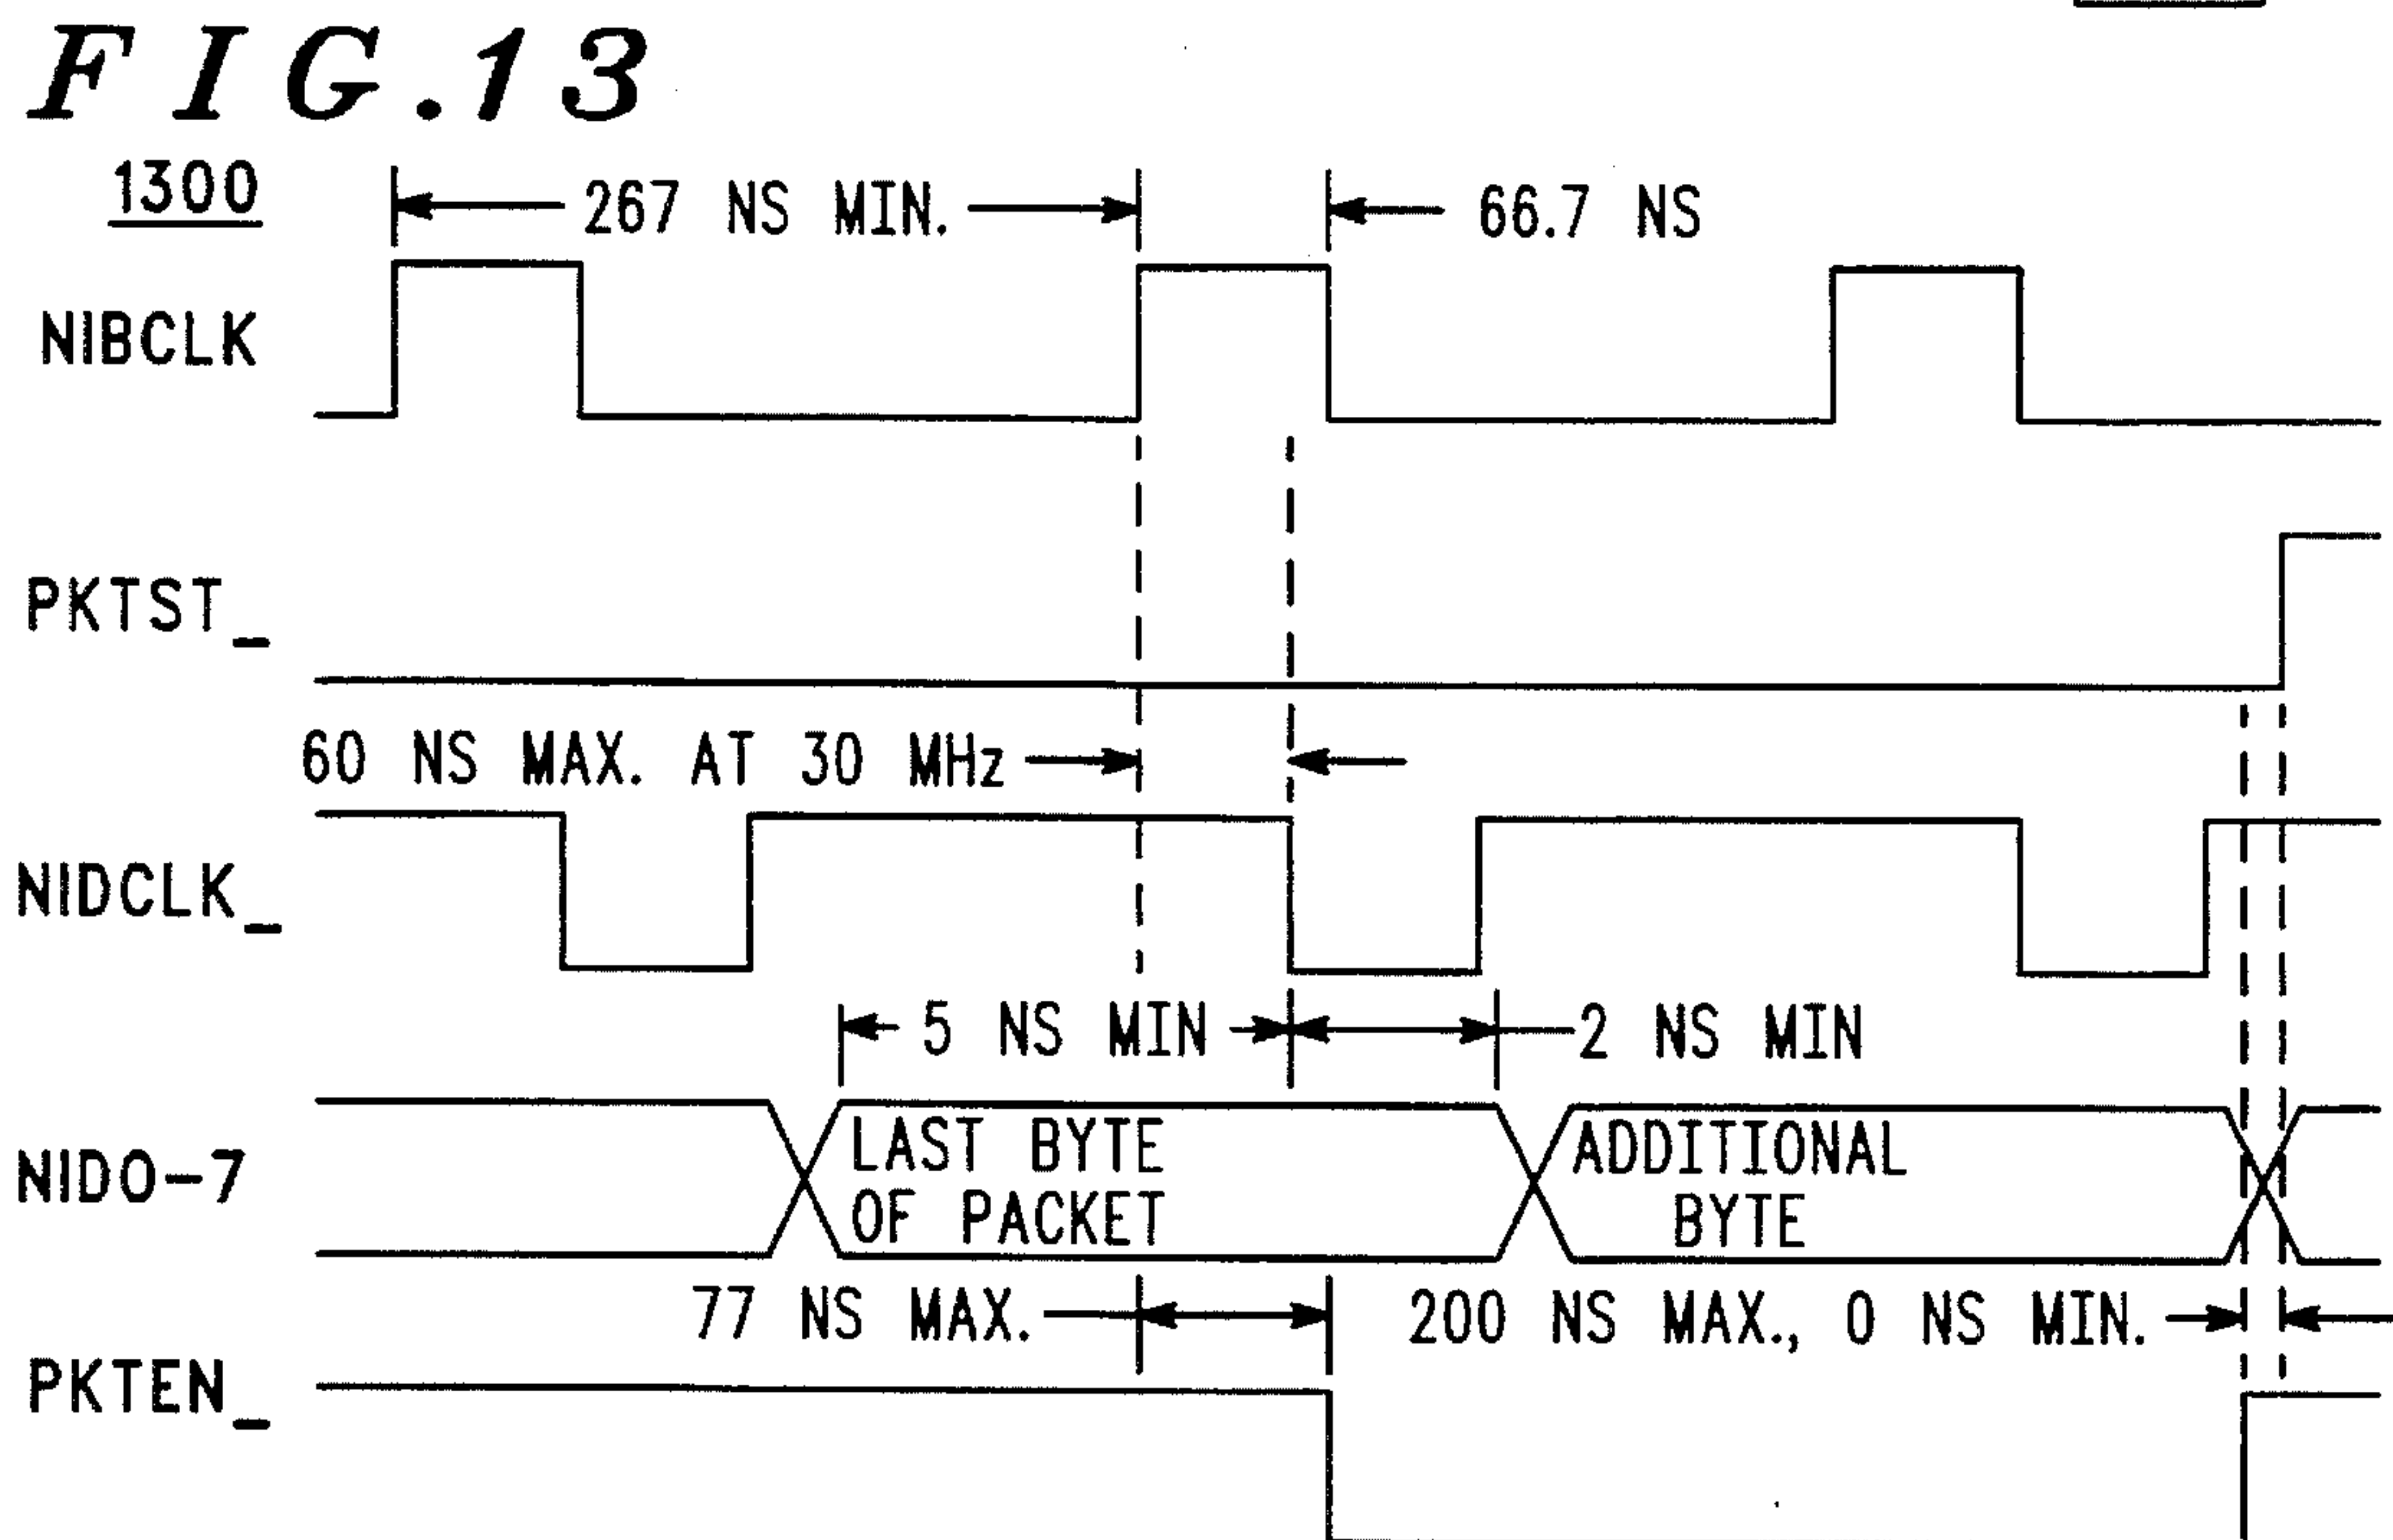 FIG.13
1300
267 NS MIN.
66.7 NS
NIBCLK
PKTST_
60 NS MAX. AT 30 MHz
NIDCLK_
5 NS MIN
2 NS MIN
NIDO-7
LAST BYTE
OF PACKET
ADDITIONAL
BYTE
77 NS MAX.
200 NS MAX., 0 NS MIN.
PKTEN_